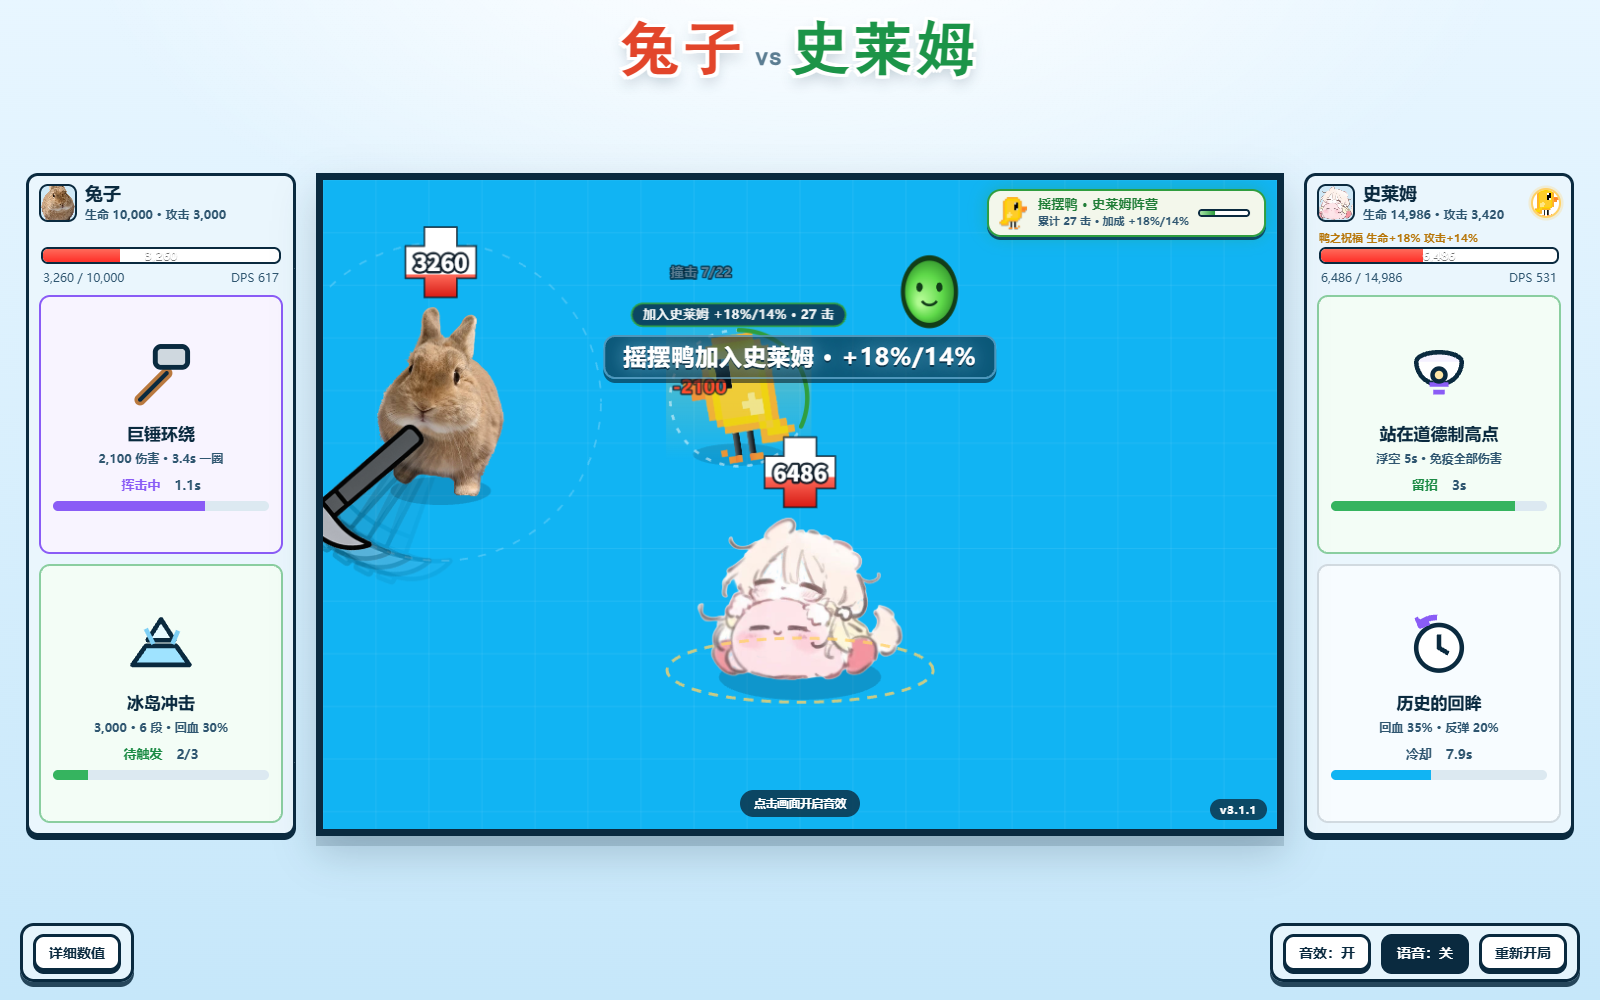 兔子 vs 史莱姆
兔子
生命 10,000 • 攻击 3,000
3,260
3,260 / 10,000 DPS 617
巨锤环绕
2,100 伤害 • 3.4s 一圈
挥击中 1.1s
冰岛冲击
3,000 • 6 段 • 回血 30%
待触发 2/3
摇摆鸭 • 史莱姆阵营
累计 27 击 • 加成 +18%/14%
3260
撞击 7/22
加入史莱姆 +18%/14% • 27 击
摇摆鸭加入史莱姆 • +18%/14%
-2100
6486
点击画面开启音效
v3.1.1
史莱姆
生命 14,986 • 攻击 3,420
鸭之祝福 生命+18% 攻击+14%
6,486
6,486 / 14,986 DPS 531
站在道德制高点
浮空 5s • 免疫全部伤害
留招 3s
历史的回眸
回血 35% • 反弹 20%
冷却 7.9s
详细数值
音效：开
语音：关
重新开局